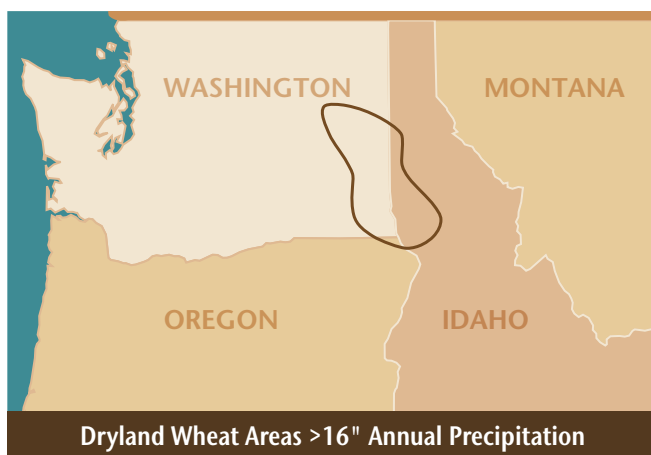 WASHINGTON
MONTANA
OREGON
IDAHO
Dryland Wheat Areas >16" Annual Precipitation